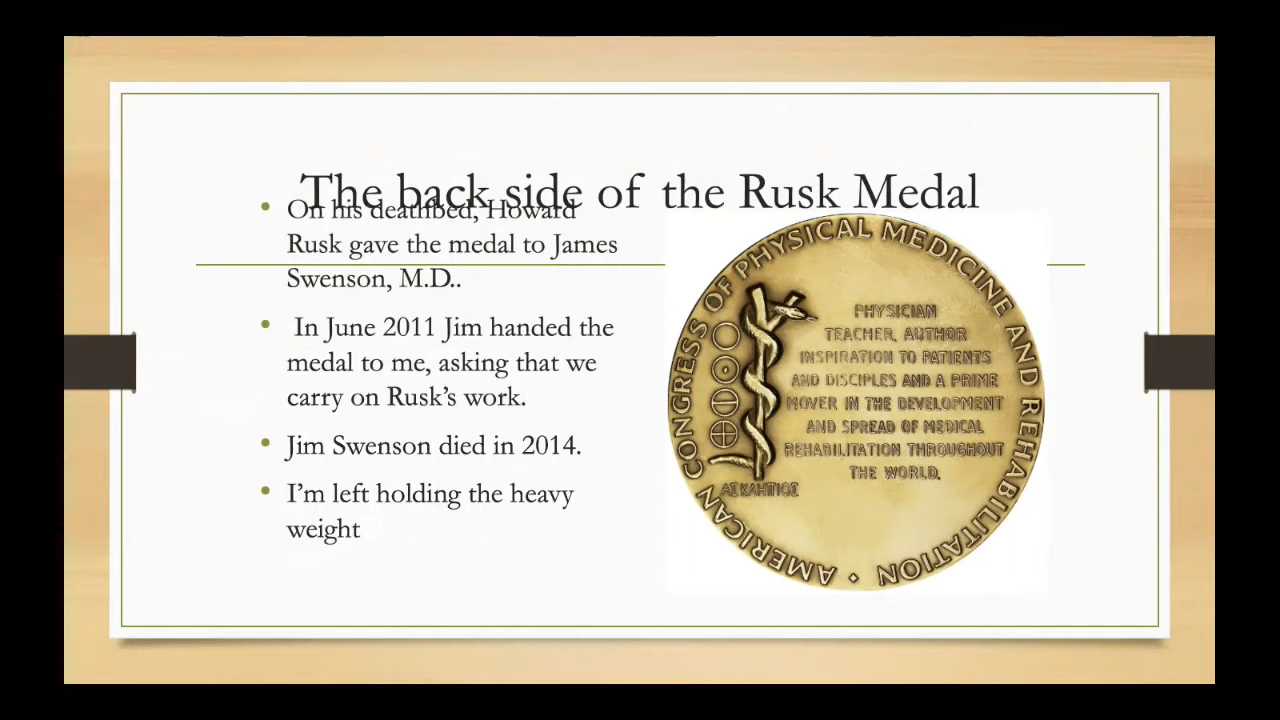 The back side of the Rusk Medal
• On his deathbed, Howard
Rusk gave the medal to James
Swenson, M.D..
• In June 2011 Jim handed the
medal to me, asking that we
carry on Rusk’s work.
• Jim Swenson died in 2014.
• I’m left holding the heavy
weight
AMERICAN CONGRESS OF PHYSICAL MEDICINE AND REHABILITATION
PHYSICIAN
TEACHER, AUTHOR
INSPIRATION TO PATIENTS
AND DISCIPLES AND A PRIME
MOVER IN THE DEVELOPMENT
AND SPREAD OF MEDICAL
REHABILITATION THROUGHOUT
THE WORLD.